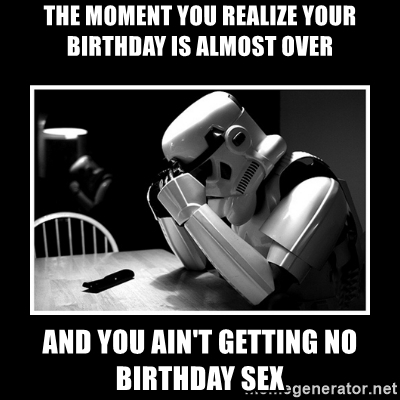 THE MOMENT YOU REALIZE YOUR
BIRTHDAY IS ALMOST OVER
AND YOU AIN'T GETTING NO
BIRTHDAY SEX
memegenerator.net